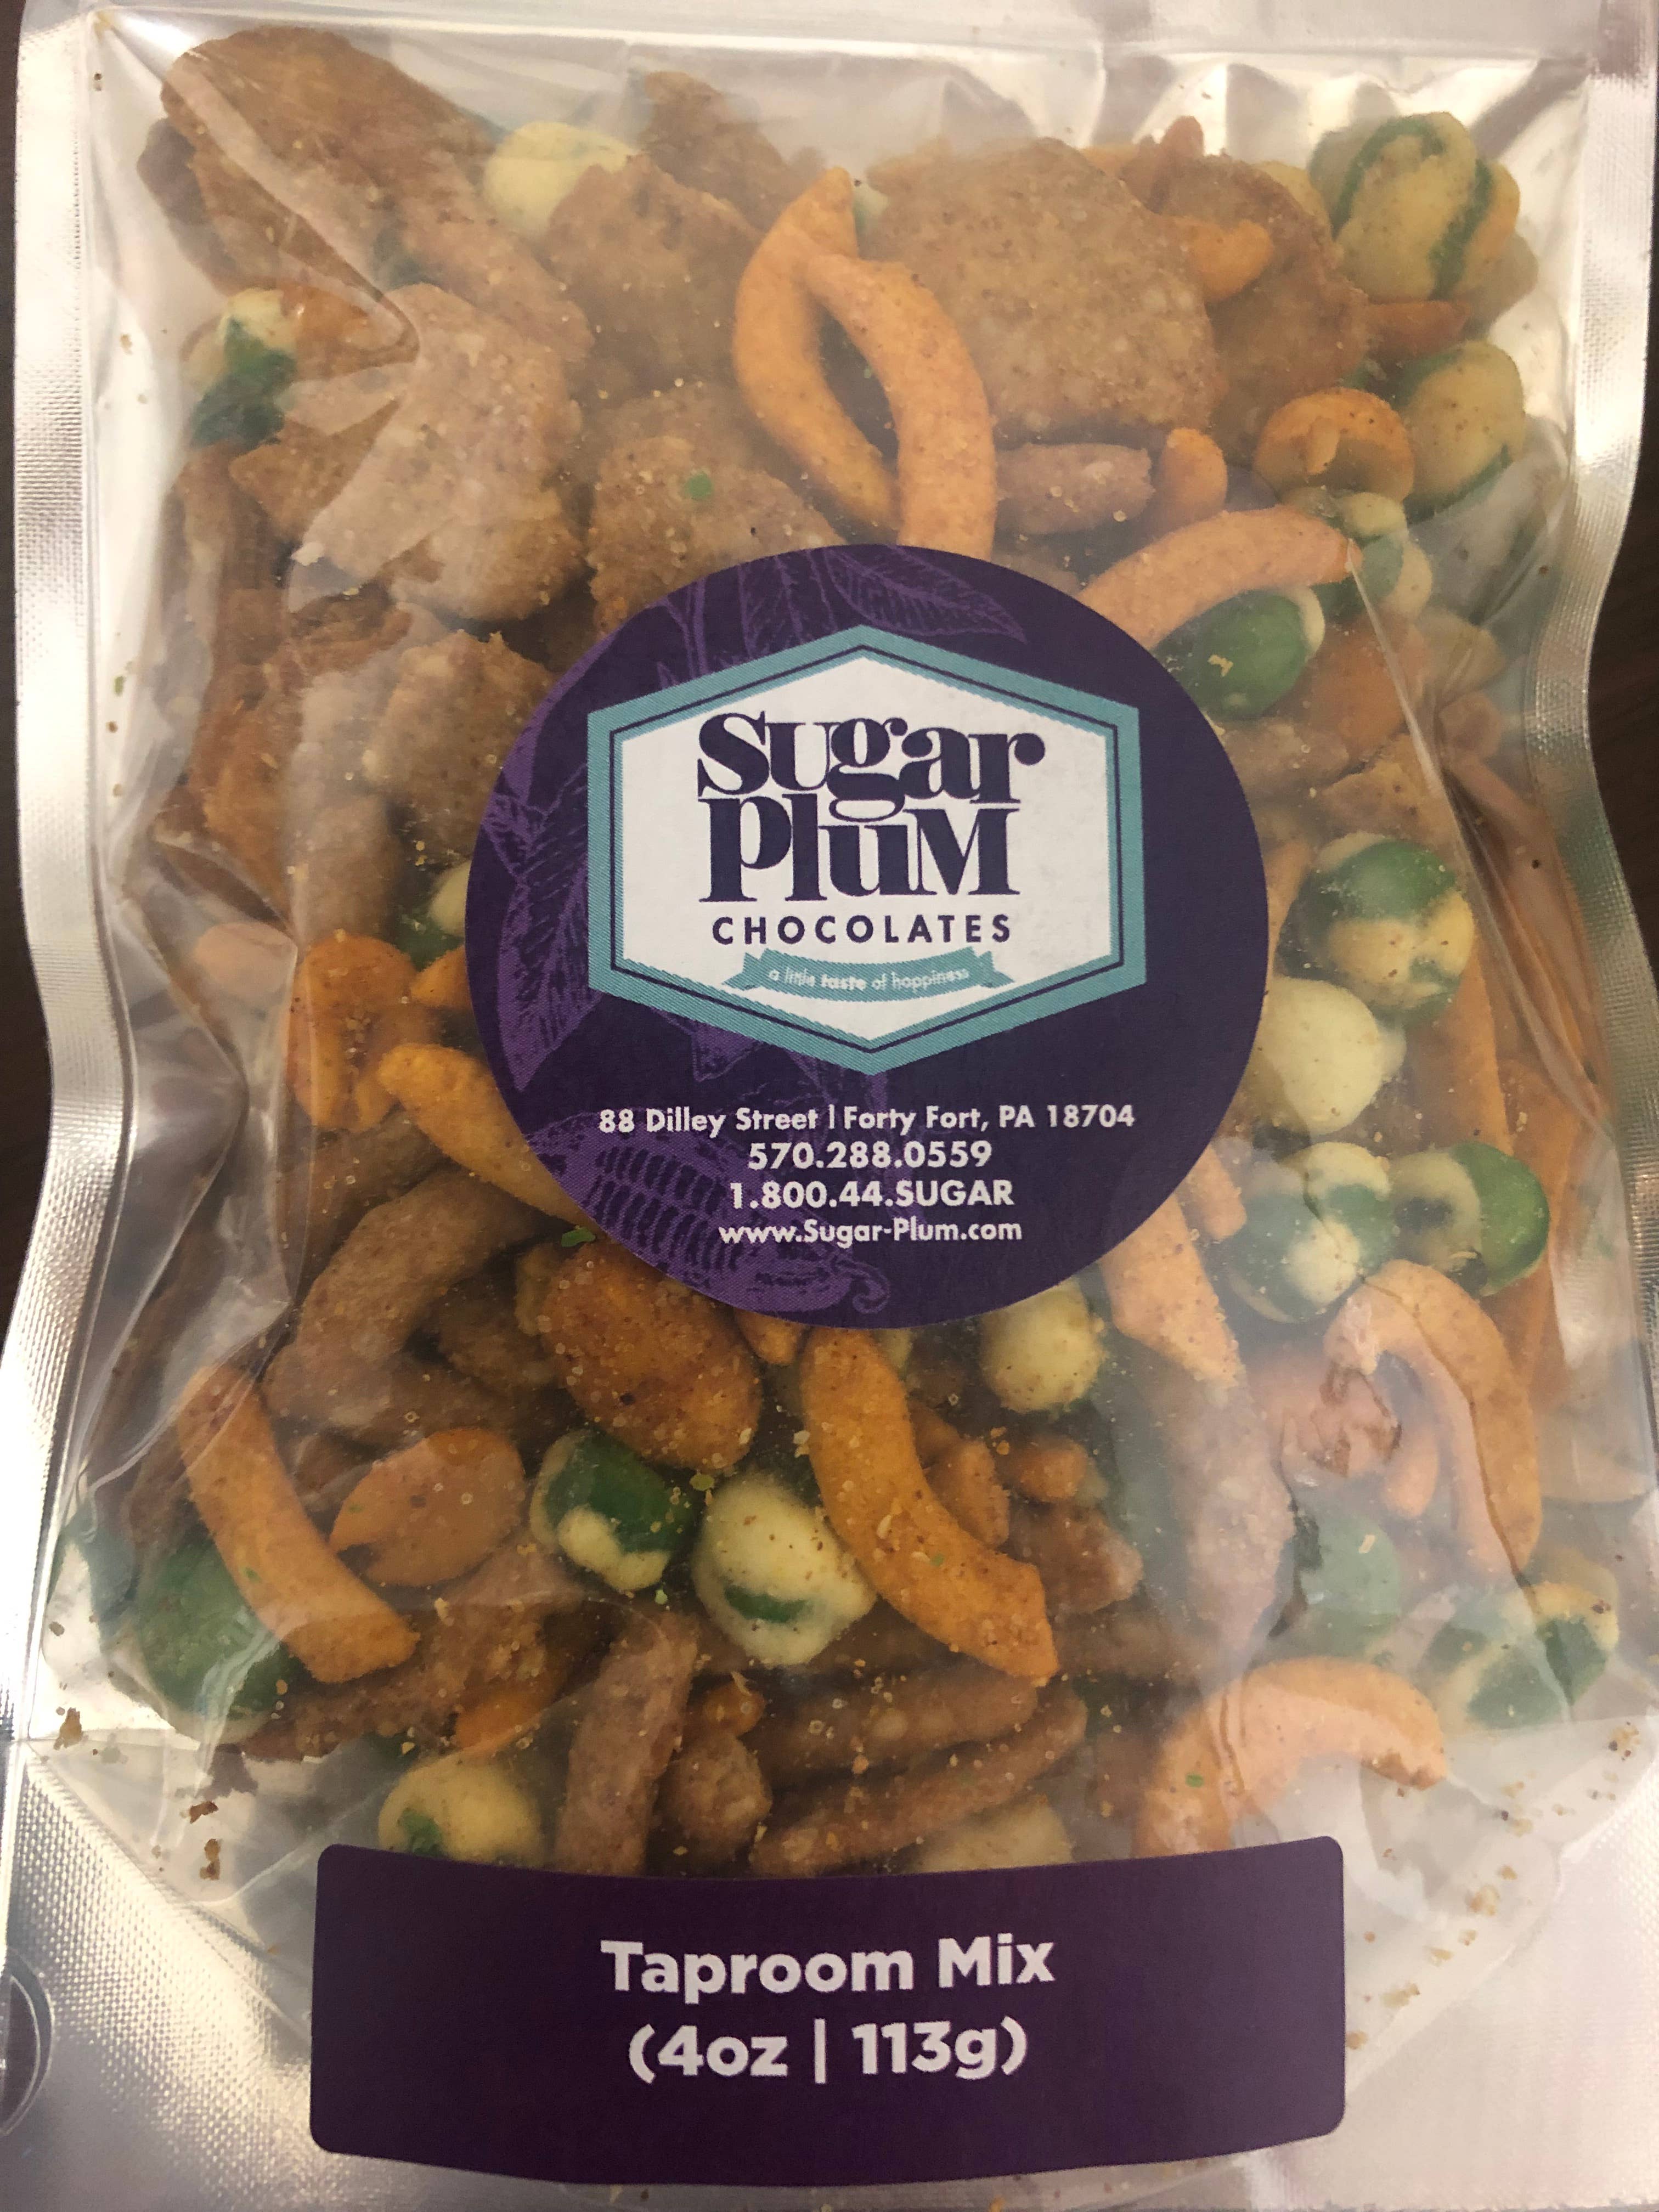 Sugar
Plum
CHOCOLATES
a little taste of happiness
88 Dilley Street | Forty Fort, PA 18704
570.288.0559
1.800.44.SUGAR
www.Sugar-Plum.com
Taproom Mix
(4oz | 113g)